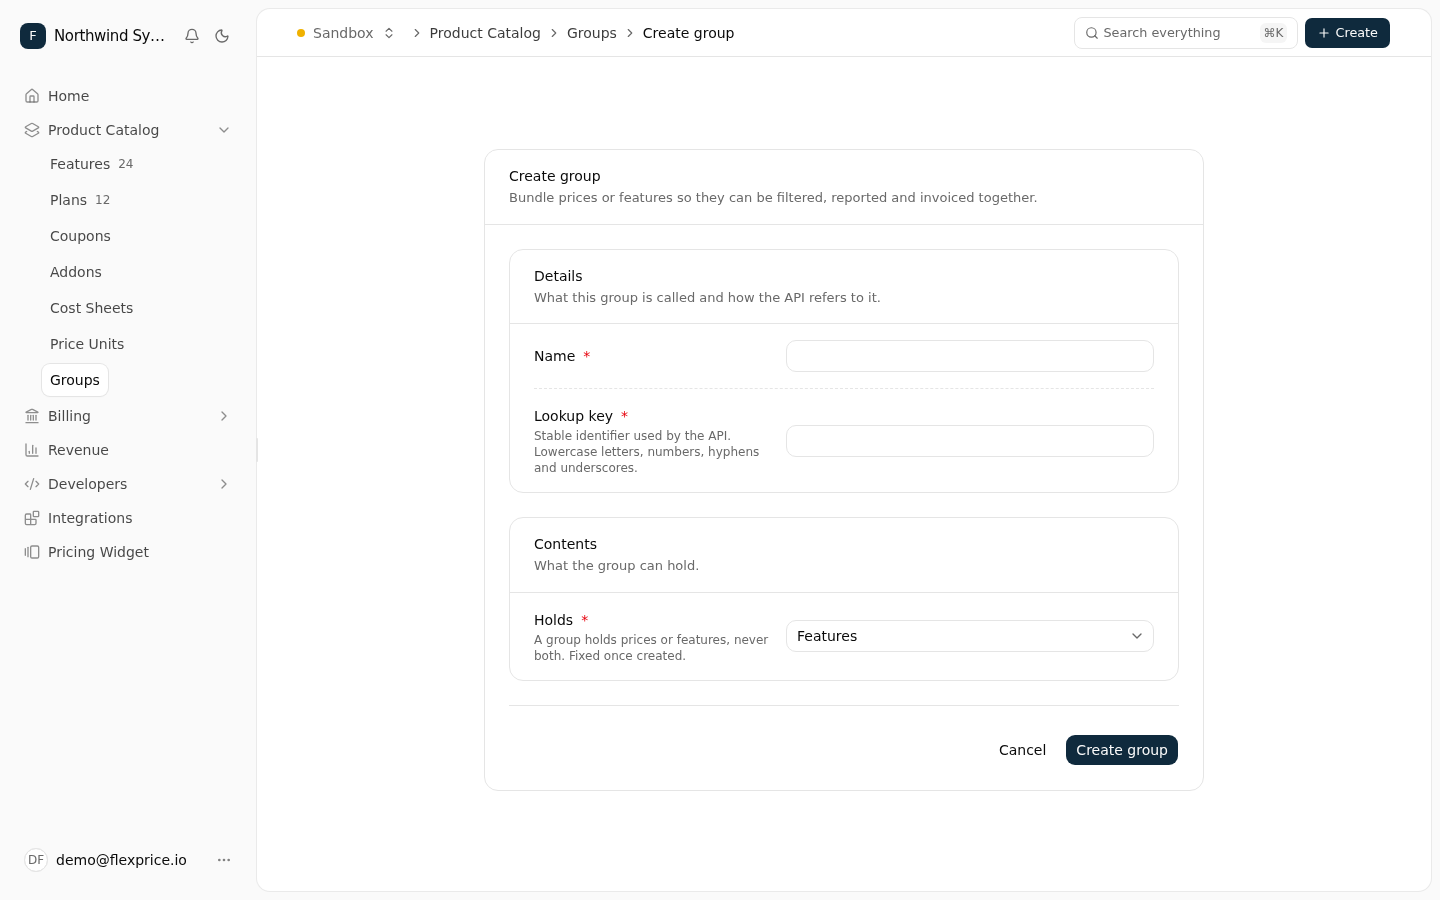 F Northwind Sy...
Home
Product Catalog
Features 24
Plans 12
Coupons
Addons
Cost Sheets
Price Units
Groups
Billing
Revenue
Developers
Integrations
Pricing Widget
DF demo@flexprice.io
Sandbox Product Catalog Groups Create group
Search everything ⌘K
Create
Create group
Bundle prices or features so they can be filtered, reported and invoiced together.
Details
What this group is called and how the API refers to it.
Name *
Lookup key *
Stable identifier used by the API.
Lowercase letters, numbers, hyphens
and underscores.
Contents
What the group can hold.
Holds *
A group holds prices or features, never
both. Fixed once created.
Features
Cancel
Create group